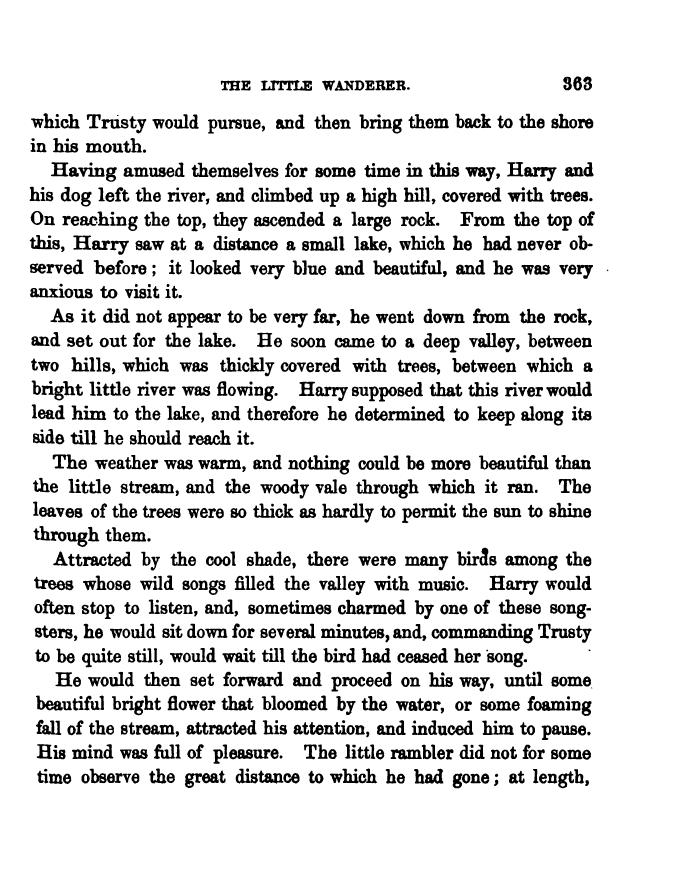 THE LITTLE WANDERER. 363
which Trusty would pursue, and then bring them back to the shore
in his mouth.
Having amused themselves for some time in this way, Harry and
his dog left the river, and climbed up a high hill, covered with trees.
On reaching the top, they ascended a large rock. From the top of
this, Harry saw at a distance a small lake, which he had never ob-
served before; it looked very blue and beautiful, and he was very
anxious to visit it.
As it did not appear to be very far, he went down from the rock,
and set out for the lake. He soon came to a deep valley, between
two hills, which was thickly covered with trees, between which a
bright little river was flowing. Harry supposed that this river would
lead him to the lake, and therefore he determined to keep along its
side till he should reach it.
The weather was warm, and nothing could be more beautiful than
the little stream, and the woody vale through which it ran. The
leaves of the trees were so thick as hardly to permit the sun to shine
through them.
Attracted by the cool shade, there were many birds among the
trees whose wild songs filled the valley with music. Harry would
often stop to listen, and, sometimes charmed by one of these song-
sters, he would sit down for several minutes, and, commanding Trusty
to be quite still, would wait till the bird had ceased her song.
He would then set forward and proceed on his way, until some
beautiful bright flower that bloomed by the water, or some foaming
fall of the stream, attracted his attention, and induced him to pause.
His mind was full of pleasure. The little rambler did not for some
time observe the great distance to which he had gone; at length,